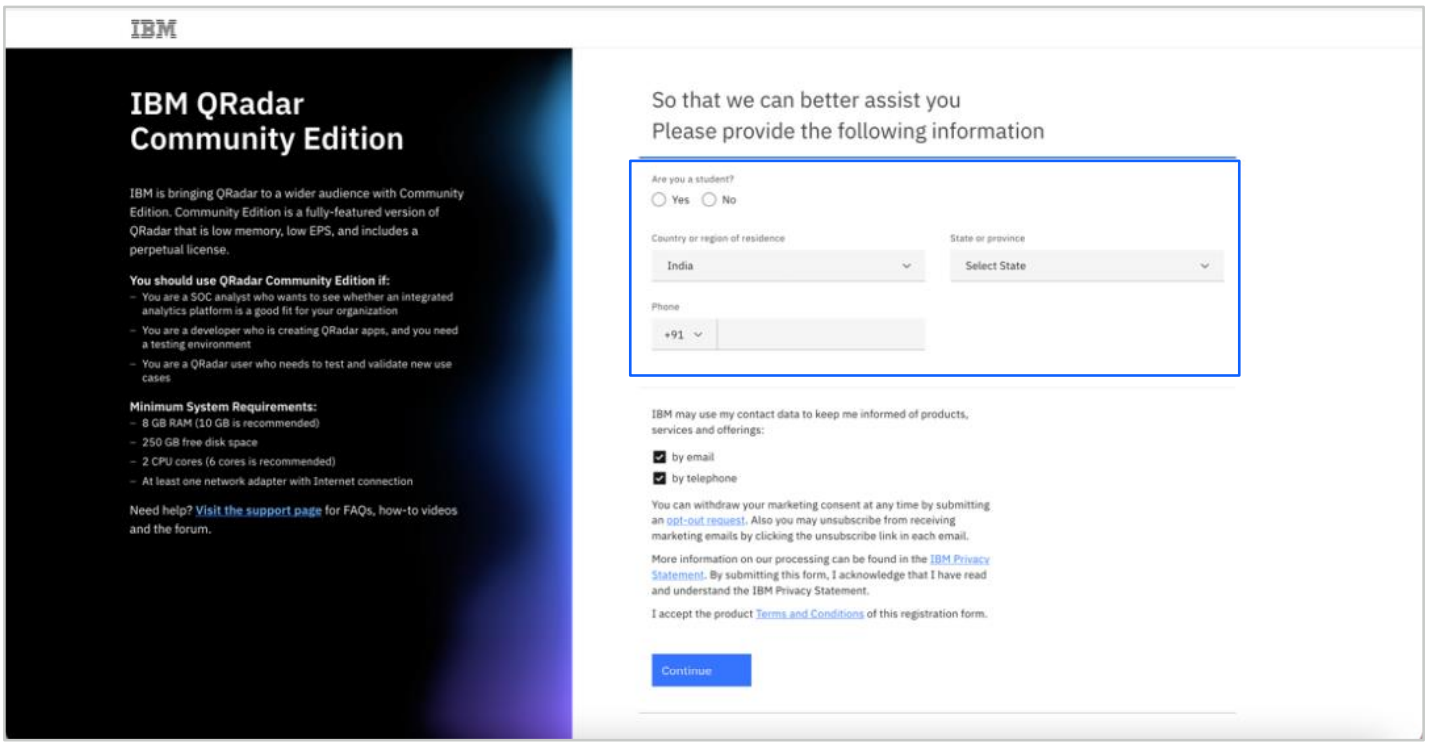 IBM
IBM QRadar
Community Edition
IBM is bringing QRadar to a wider audience with Community
Edition. Community Edition is a fully-featured version of
QRadar that is low memory, low EPS, and includes a
perpetual license.
You should use QRadar Community Edition if:
– You are a SOC analyst who wants to see whether an integrated
analytics platform is a good fit for your organization
– You are a developer who is creating QRadar apps, and you need
a testing environment
– You are a QRadar user who needs to test and validate new use
cases
Minimum System Requirements:
– 8 GB RAM (10 GB is recommended)
– 250 GB free disk space
– 2 CPU cores (6 cores is recommended)
– At least one network adapter with Internet connection
Need help? Visit the support page for FAQs, how-to videos
and the forum.
So that we can better assist you
Please provide the following information
Are you a student?
Yes No
Country or region of residence State or province
India Select State
Phone
+91
IBM may use my contact data to keep me informed of products,
services and offerings:
by email
by telephone
You can withdraw your marketing consent at any time by submitting
an opt-out request. Also you may unsubscribe from receiving
marketing emails by clicking the unsubscribe link in each email.
More information on our processing can be found in the IBM Privacy
Statement. By submitting this form, I acknowledge that I have read
and understand the IBM Privacy Statement.
I accept the product Terms and Conditions of this registration form.
Continue